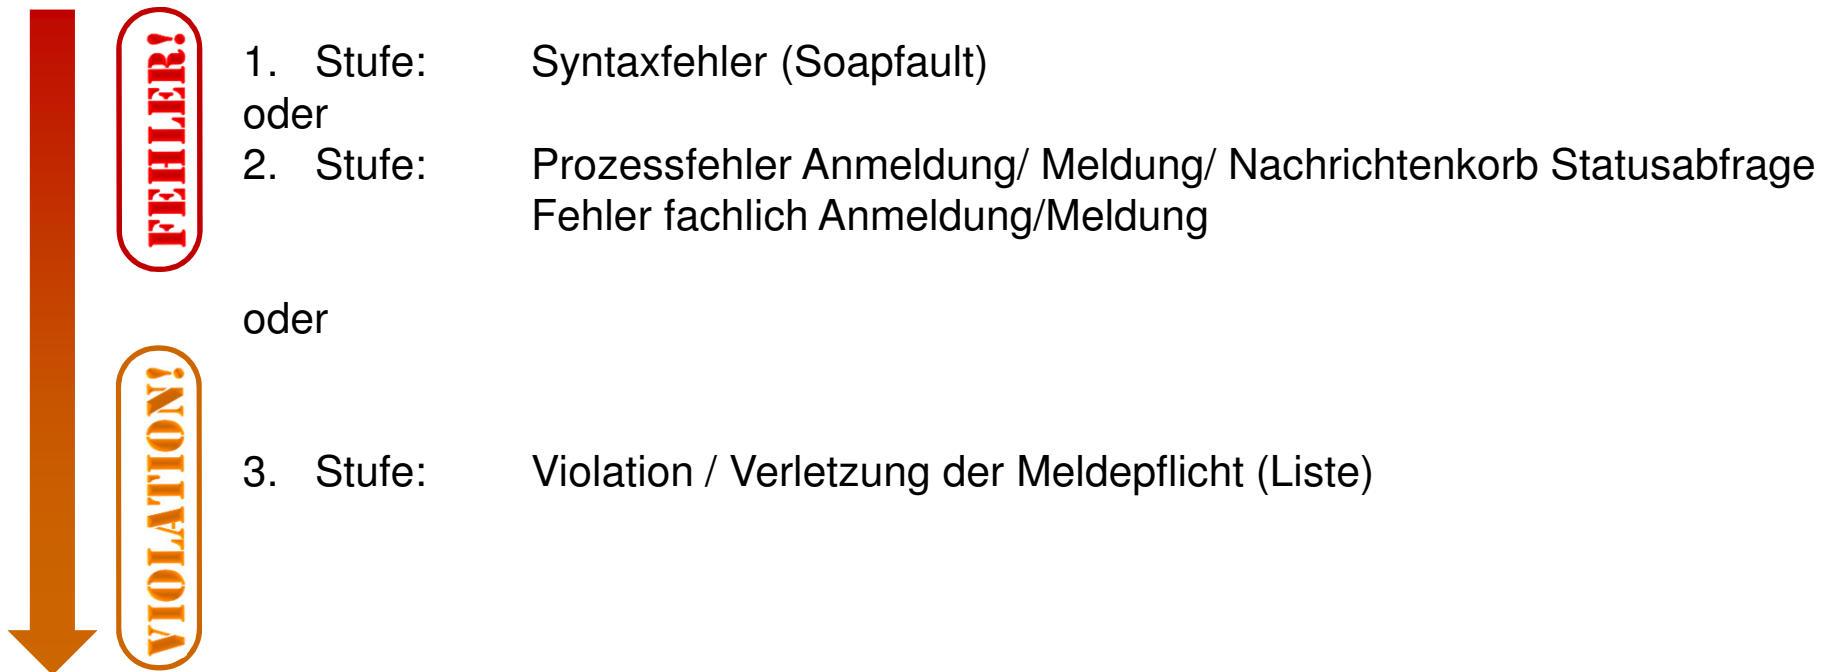 FEHLER!
1. Stufe: Syntaxfehler (Soapfault)
oder
2. Stufe: Prozessfehler Anmeldung/ Meldung/ Nachrichtenkorb Statusabfrage
Fehler fachlich Anmeldung/Meldung
oder
VIOLATION!
3. Stufe: Violation / Verletzung der Meldepflicht (Liste)